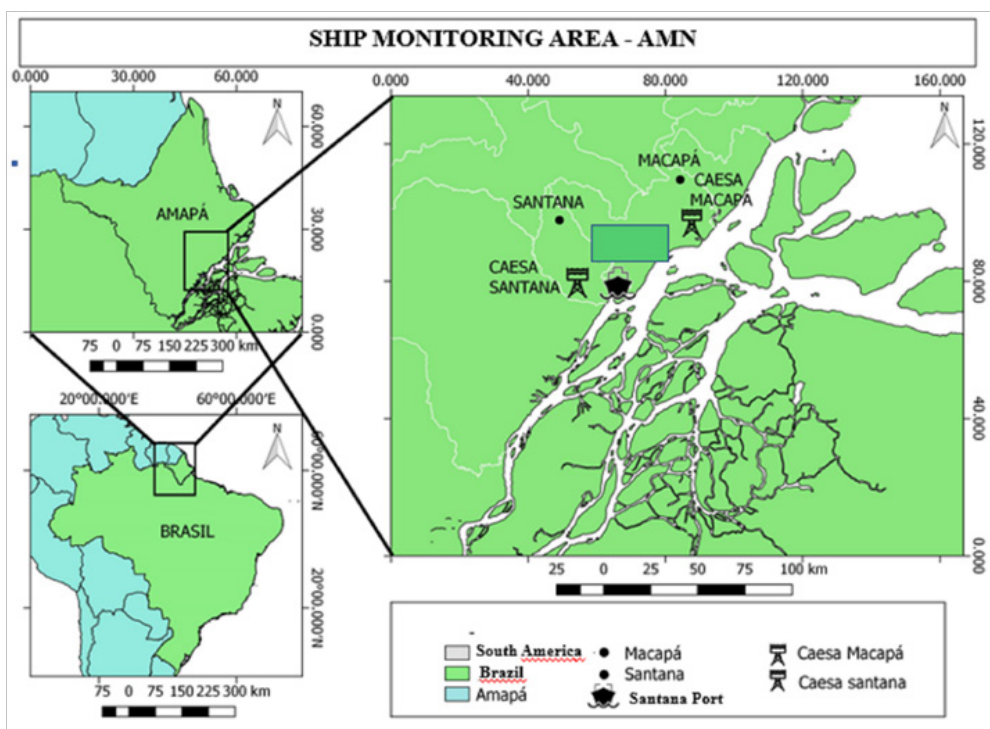 SHIP MONITORING AREA - AMN
0.000 30.000 60.000
60.000
30.000
0.000
N
AMAPÁ
75 0 75 150 225 300 km
20°00.000'E 60°00.000'E
N
BRASIL
20°00.000'N
75 0 75 150 225 300 km
0.000 40.000 80.000 120.000 160.000
N
120.000
80.000
40.000
0.000
MACAPÁ
CAESA
MACAPÁ
SANTANA
CAESA
SANTANA
25 0 25 50 75 100 km
South America
Brazil
Amapá
Macapá
Santana
Santana Port
Caesa Macapá
Caesa santana